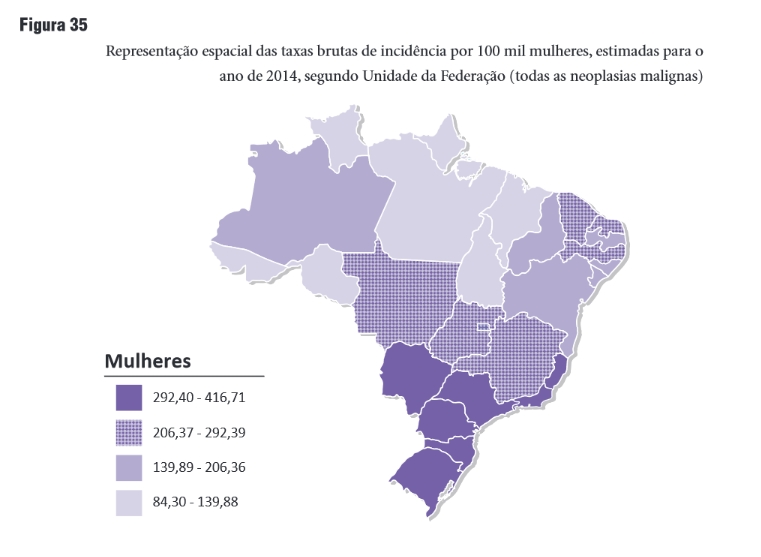 Figura 35
Representação espacial das taxas brutas de incidência por 100 mil mulheres, estimadas para o
ano de 2014, segundo Unidade da Federação (todas as neoplasias malignas)
Mulheres
292,40 - 416,71
206,37 - 292,39
139,89 - 206,36
84,30 - 139,88